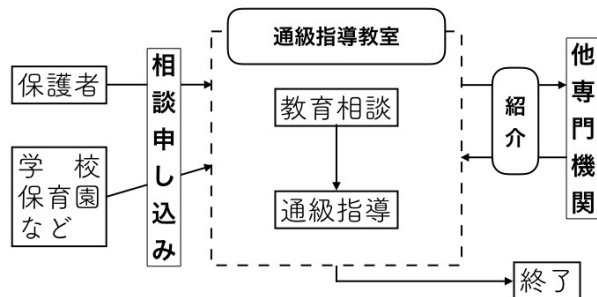 通級指導教室
保護者
学　校
保育園
など
相談申し込み
教育相談
通級指導
紹介
他専門機関
終了